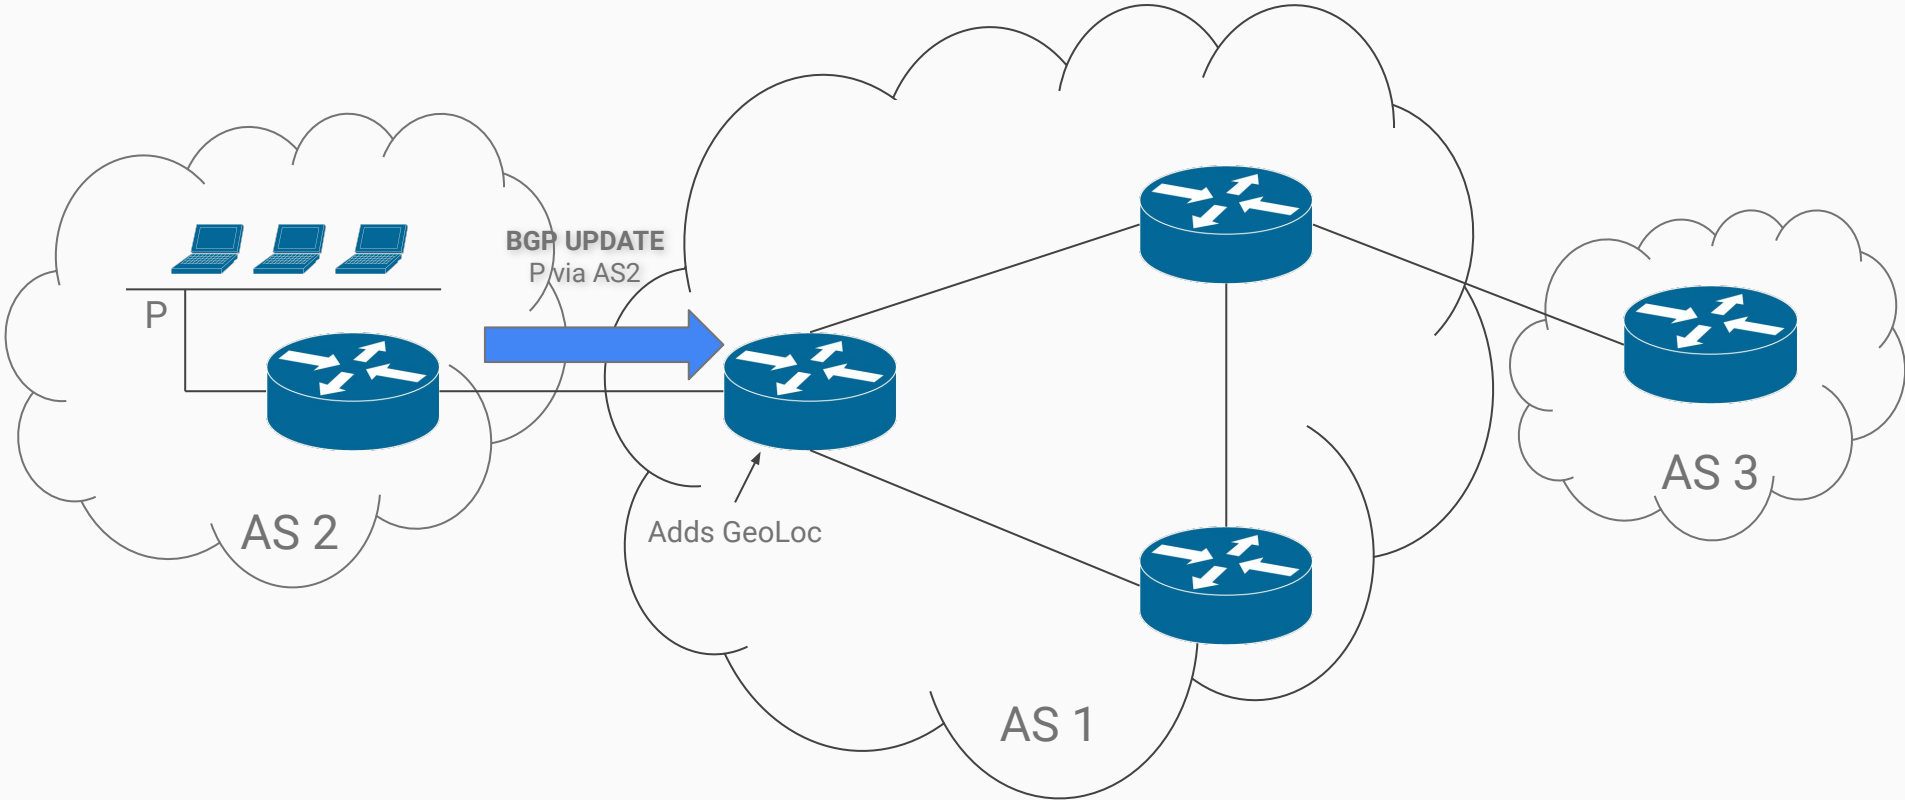 BGP UPDATE
P via AS2
P
AS 2
Adds GeoLoc
AS 1
AS 3